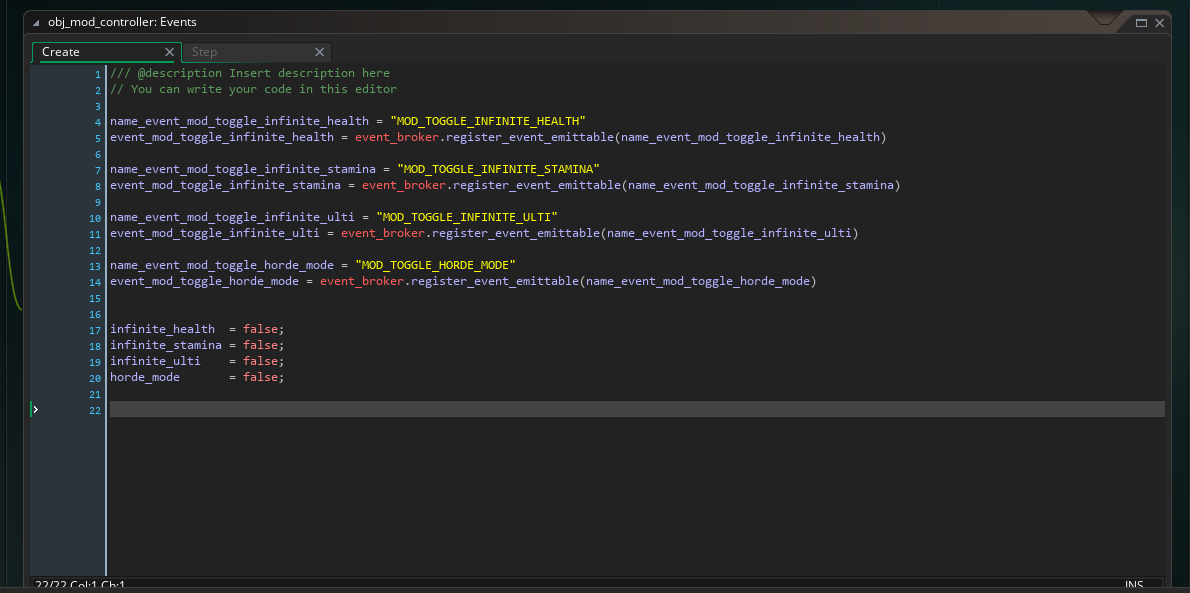 obj_mod_controller: Events
Create Step
1 /// @description Insert description here
2 // You can write your code in this editor
3
4 name_event_mod_toggle_infinite_health = "MOD_TOGGLE_INFINITE_HEALTH"
5 event_mod_toggle_infinite_health = event_broker.register_event_emittable(name_event_mod_toggle_infinite_health)
6
7 name_event_mod_toggle_infinite_stamina = "MOD_TOGGLE_INFINITE_STAMINA"
8 event_mod_toggle_infinite_stamina = event_broker.register_event_emittable(name_event_mod_toggle_infinite_stamina)
9
10 name_event_mod_toggle_infinite_ulti = "MOD_TOGGLE_INFINITE_ULTI"
11 event_mod_toggle_infinite_ulti = event_broker.register_event_emittable(name_event_mod_toggle_infinite_ulti)
12
13 name_event_mod_toggle_horde_mode = "MOD_TOGGLE_HORDE_MODE"
14 event_mod_toggle_horde_mode = event_broker.register_event_emittable(name_event_mod_toggle_horde_mode)
15
16
17 infinite_health  = false;
18 infinite_stamina = false;
19 infinite_ulti    = false;
20 horde_mode       = false;
21
22
22/22 Col:1 Ch:1 INS